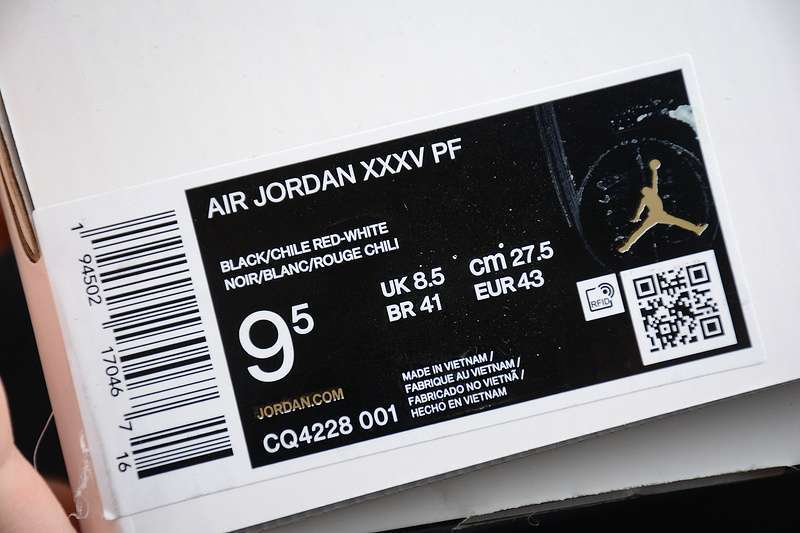 AIR JORDAN XXXV PF
BLACK/CHILE RED-WHITE
NOIR/BLANC/ROUGE CHILI
9⁵
UK 8.5
BR 41
cm 27.5
EUR 43
RFID
JORDAN.COM
CQ4228 001
MADE IN VIETNAM /
FABRIQUE AU VIETNAM /
FABRICADO NO VIETNÃ /
HECHO EN VIETNAM
1 94502 17046 7 16